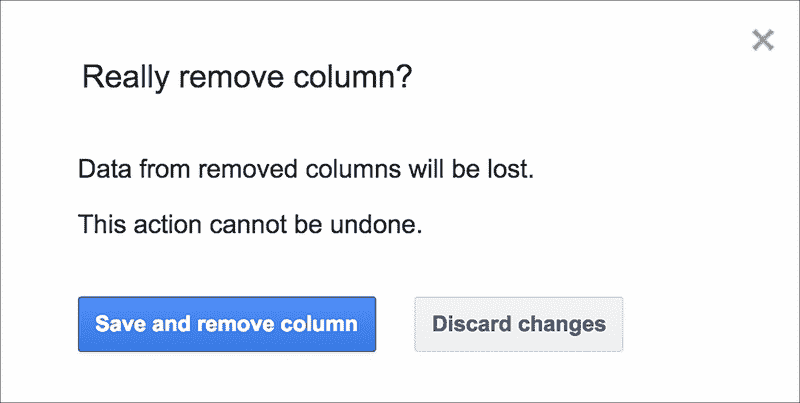 Really remove column?
Data from removed columns will be lost.
This action cannot be undone.
Save and remove column
Discard changes